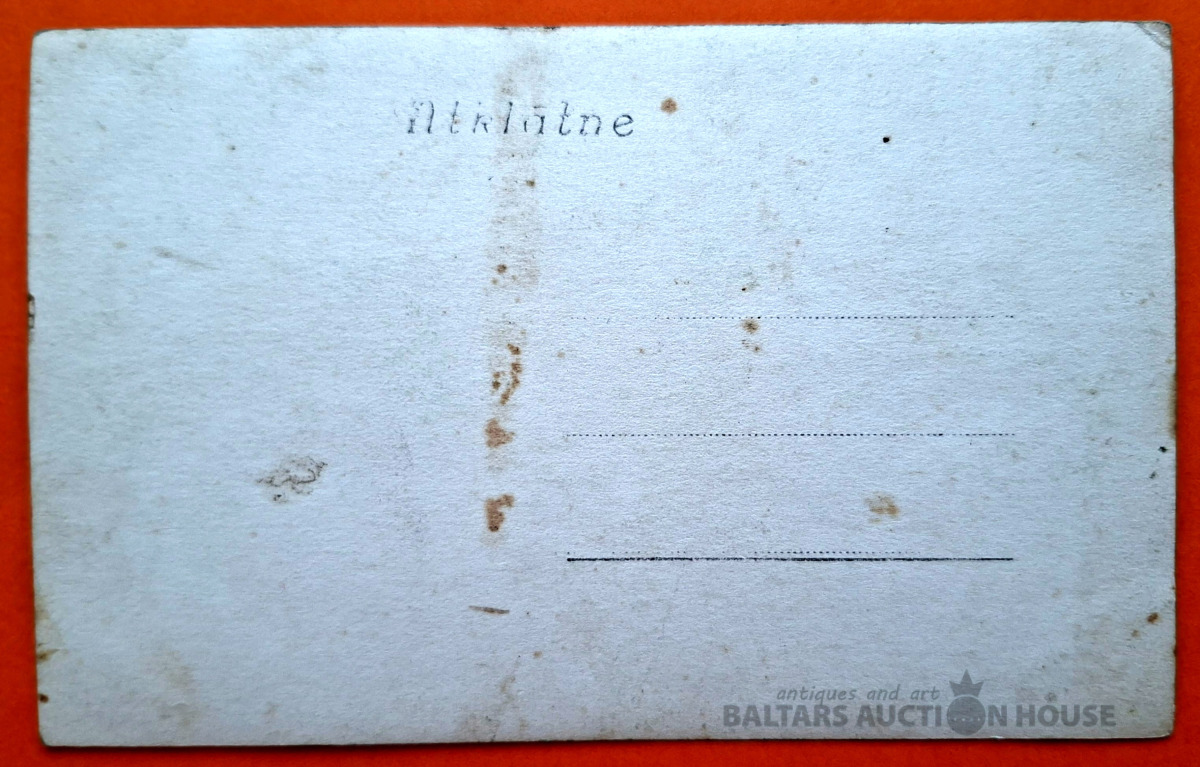 Atklātne
antiques and art
BALTARS AUCTION HOUSE